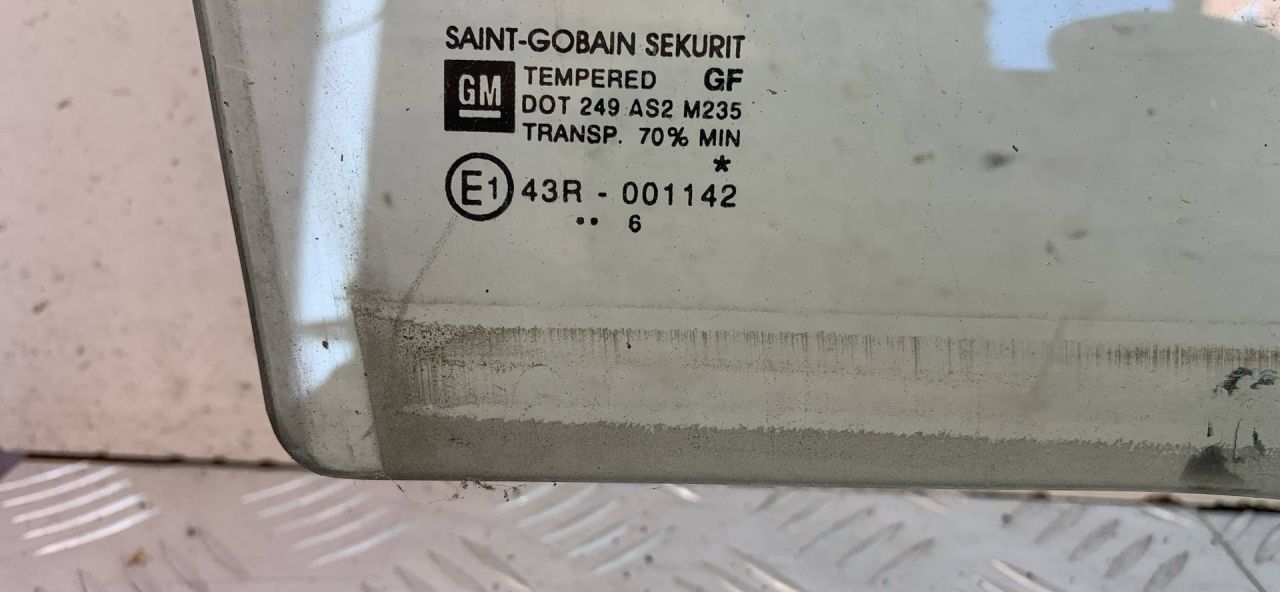 SAINT-GOBAIN SEKURIT
GM TEMPERED GF
DOT 249 AS2 M235
TRANSP. 70% MIN
*
E1 43R - 001142
•• 6